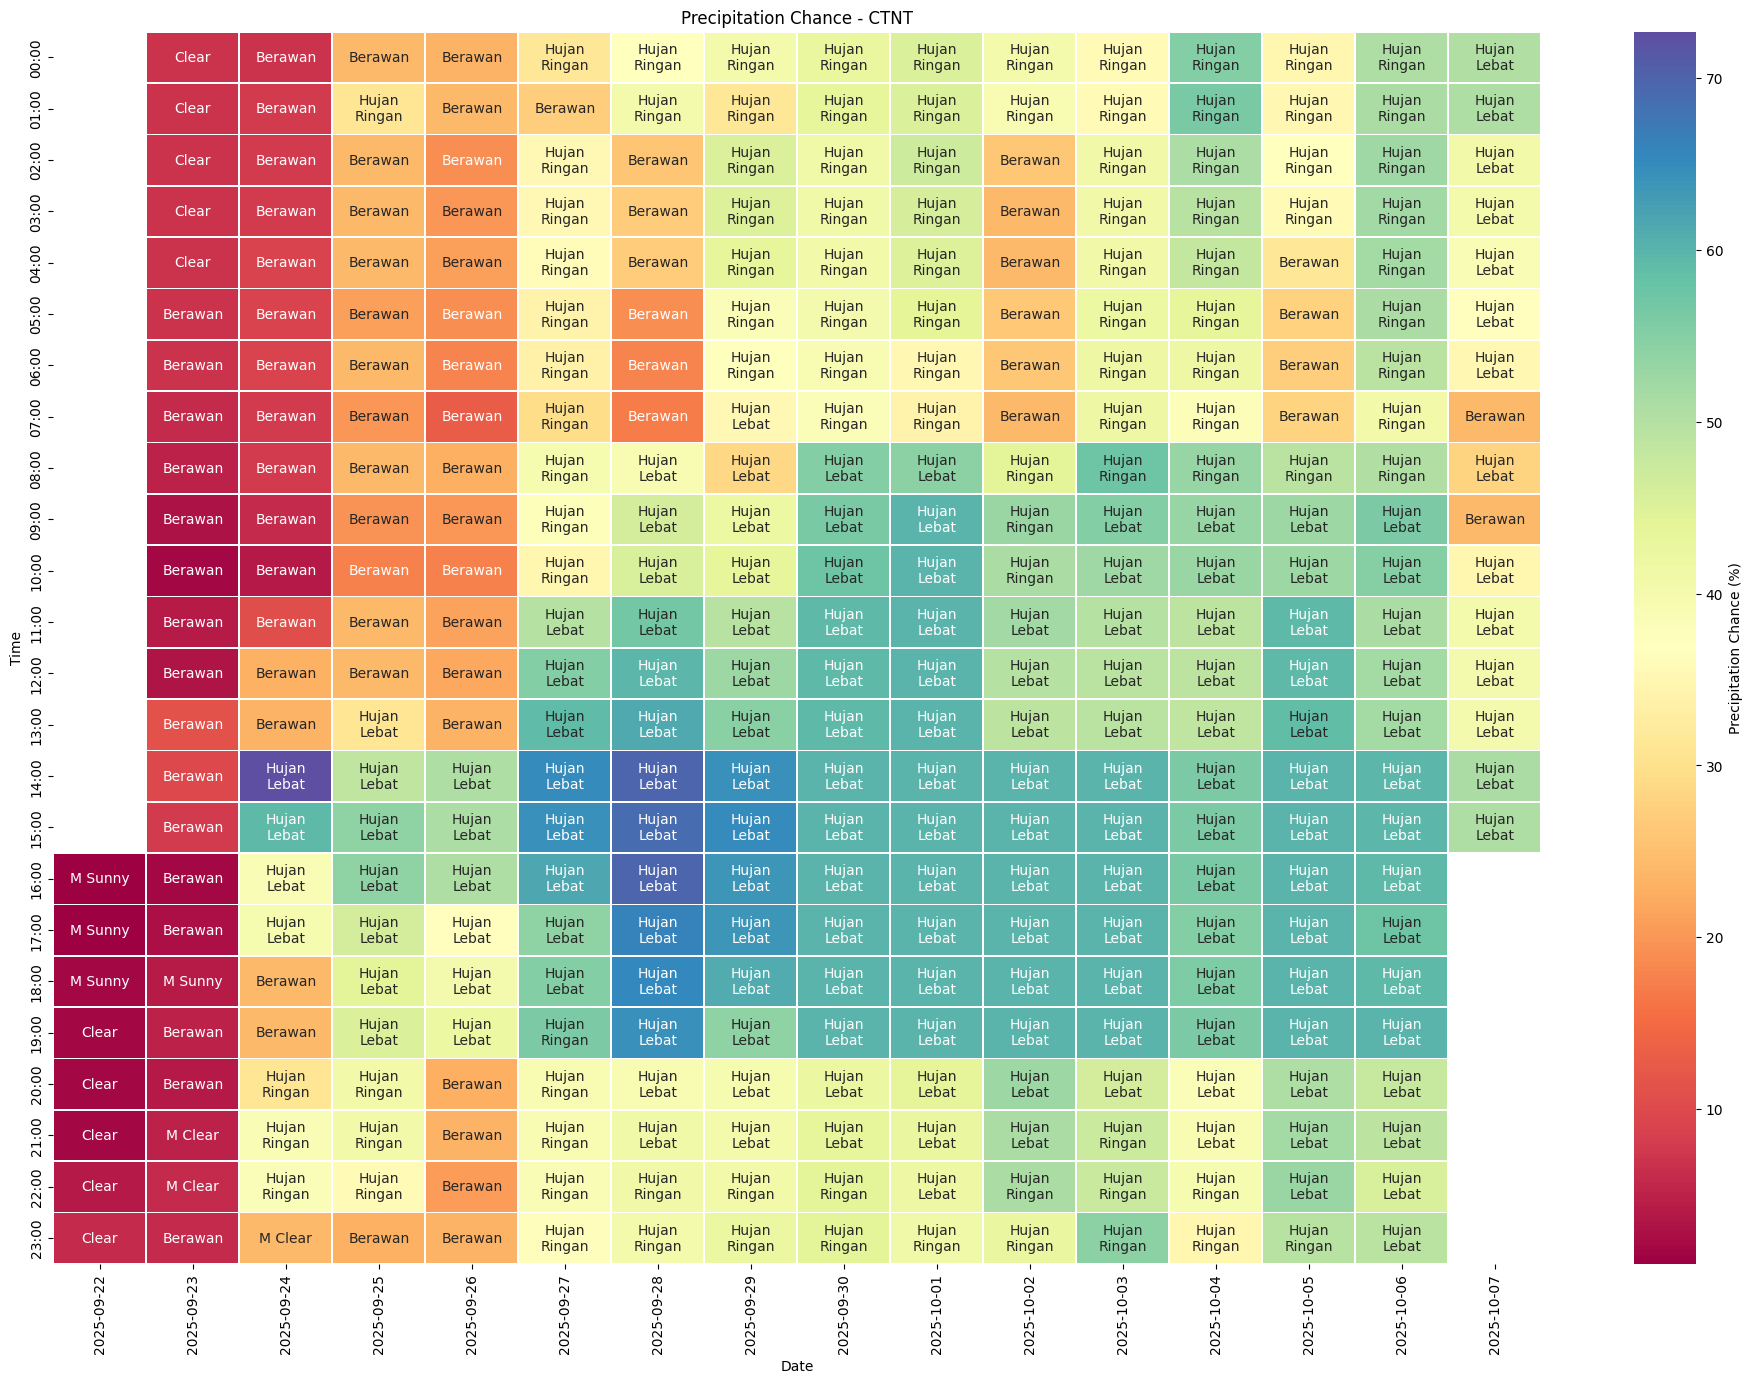 Precipitation Chance - CTNT
00:00 Clear Berawan Berawan Berawan Hujan Ringan Hujan Ringan Hujan Ringan Hujan Ringan Hujan Ringan Hujan Ringan Hujan Ringan Hujan Ringan Hujan Ringan Hujan Ringan Hujan Lebat
01:00 Clear Berawan Hujan Ringan Berawan Berawan Hujan Ringan Hujan Ringan Hujan Ringan Hujan Ringan Hujan Ringan Hujan Ringan Hujan Ringan Hujan Ringan Hujan Ringan Hujan Lebat
02:00 Clear Berawan Berawan Berawan Hujan Ringan Berawan Hujan Ringan Hujan Ringan Hujan Ringan Berawan Hujan Ringan Hujan Ringan Hujan Ringan Hujan Ringan Hujan Lebat
03:00 Clear Berawan Berawan Berawan Hujan Ringan Berawan Hujan Ringan Hujan Ringan Hujan Ringan Berawan Hujan Ringan Hujan Ringan Hujan Ringan Hujan Ringan Hujan Lebat
04:00 Clear Berawan Berawan Berawan Hujan Ringan Berawan Hujan Ringan Hujan Ringan Hujan Ringan Berawan Hujan Ringan Hujan Ringan Berawan Hujan Ringan Hujan Lebat
05:00 Berawan Berawan Berawan Berawan Hujan Ringan Berawan Hujan Ringan Hujan Ringan Hujan Ringan Berawan Hujan Ringan Hujan Ringan Berawan Hujan Ringan Hujan Lebat
06:00 Berawan Berawan Berawan Berawan Hujan Ringan Berawan Hujan Ringan Hujan Ringan Hujan Ringan Berawan Hujan Ringan Hujan Ringan Berawan Hujan Ringan Hujan Lebat
07:00 Berawan Berawan Berawan Berawan Hujan Ringan Berawan Hujan Lebat Hujan Ringan Hujan Ringan Berawan Hujan Ringan Hujan Ringan Berawan Hujan Ringan Berawan
08:00 Berawan Berawan Berawan Berawan Hujan Ringan Hujan Lebat Hujan Lebat Hujan Lebat Hujan Lebat Hujan Ringan Hujan Ringan Hujan Ringan Hujan Ringan Hujan Ringan Hujan Lebat
09:00 Berawan Berawan Berawan Berawan Hujan Ringan Hujan Lebat Hujan Lebat Hujan Lebat Hujan Lebat Hujan Ringan Hujan Lebat Hujan Lebat Hujan Lebat Hujan Lebat Berawan
10:00 Berawan Berawan Berawan Berawan Hujan Ringan Hujan Lebat Hujan Lebat Hujan Lebat Hujan Lebat Hujan Ringan Hujan Lebat Hujan Lebat Hujan Lebat Hujan Lebat Hujan Lebat
11:00 Berawan Berawan Berawan Berawan Hujan Lebat Hujan Lebat Hujan Lebat Hujan Lebat Hujan Lebat Hujan Lebat Hujan Lebat Hujan Lebat Hujan Lebat Hujan Lebat Hujan Lebat
12:00 Berawan Berawan Berawan Berawan Hujan Lebat Hujan Lebat Hujan Lebat Hujan Lebat Hujan Lebat Hujan Lebat Hujan Lebat Hujan Lebat Hujan Lebat Hujan Lebat Hujan Lebat
13:00 Berawan Berawan Hujan Lebat Berawan Hujan Lebat Hujan Lebat Hujan Lebat Hujan Lebat Hujan Lebat Hujan Lebat Hujan Lebat Hujan Lebat Hujan Lebat Hujan Lebat Hujan Lebat
14:00 Berawan Hujan Lebat Hujan Lebat Hujan Lebat Hujan Lebat Hujan Lebat Hujan Lebat Hujan Lebat Hujan Lebat Hujan Lebat Hujan Lebat Hujan Lebat Hujan Lebat Hujan Lebat Hujan Lebat
15:00 Berawan Hujan Lebat Hujan Lebat Hujan Lebat Hujan Lebat Hujan Lebat Hujan Lebat Hujan Lebat Hujan Lebat Hujan Lebat Hujan Lebat Hujan Lebat Hujan Lebat Hujan Lebat Hujan Lebat
16:00 M Sunny Berawan Hujan Lebat Hujan Lebat Hujan Lebat Hujan Lebat Hujan Lebat Hujan Lebat Hujan Lebat Hujan Lebat Hujan Lebat Hujan Lebat Hujan Lebat Hujan Lebat Hujan Lebat
17:00 M Sunny Berawan Hujan Lebat Hujan Lebat Hujan Lebat Hujan Lebat Hujan Lebat Hujan Lebat Hujan Lebat Hujan Lebat Hujan Lebat Hujan Lebat Hujan Lebat Hujan Lebat Hujan Lebat
18:00 M Sunny M Sunny Berawan Hujan Lebat Hujan Lebat Hujan Lebat Hujan Lebat Hujan Lebat Hujan Lebat Hujan Lebat Hujan Lebat Hujan Lebat Hujan Lebat Hujan Lebat Hujan Lebat
19:00 Clear Berawan Berawan Hujan Lebat Hujan Lebat Hujan Ringan Hujan Lebat Hujan Lebat Hujan Lebat Hujan Lebat Hujan Lebat Hujan Lebat Hujan Lebat Hujan Lebat Hujan Lebat
20:00 Clear Berawan Hujan Ringan Hujan Ringan Berawan Hujan Ringan Hujan Lebat Hujan Lebat Hujan Lebat Hujan Lebat Hujan Lebat Hujan Lebat Hujan Lebat Hujan Lebat Hujan Lebat
21:00 Clear M Clear Hujan Ringan Hujan Ringan Berawan Hujan Ringan Hujan Lebat Hujan Lebat Hujan Lebat Hujan Lebat Hujan Lebat Hujan Ringan Hujan Lebat Hujan Lebat Hujan Lebat
22:00 Clear M Clear Hujan Ringan Hujan Ringan Berawan Hujan Ringan Hujan Ringan Hujan Ringan Hujan Ringan Hujan Lebat Hujan Ringan Hujan Ringan Hujan Ringan Hujan Lebat Hujan Lebat
23:00 Clear Berawan M Clear Berawan Berawan Hujan Ringan Hujan Ringan Hujan Ringan Hujan Ringan Hujan Ringan Hujan Ringan Hujan Ringan Hujan Ringan Hujan Ringan Hujan Lebat
Time
2025-09-22 2025-09-23 2025-09-24 2025-09-25 2025-09-26 2025-09-27 2025-09-28 2025-09-29 2025-09-30 2025-10-01 2025-10-02 2025-10-03 2025-10-04 2025-10-05 2025-10-06 2025-10-07
Date
70
60
50
40
30
20
10
Precipitation Chance (%)